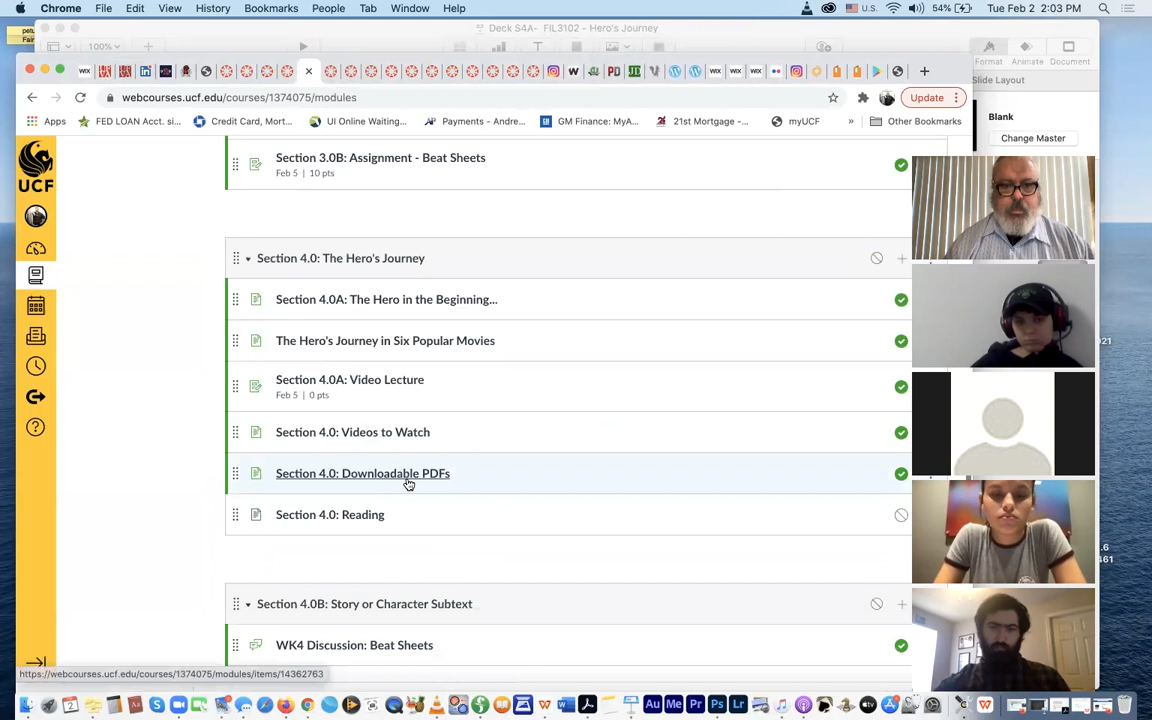 Chrome File Edit View History Bookmarks People Tab Window Help
U.S. 54% Tue Feb 2 2:03 PM
Deck S4A- FIL3102 - Hero's Journey
100%
Format Animate Document
Slide Layout
webcourses.ucf.edu/courses/1374075/modules
Update
Apps FED LOAN Acct. si... Credit Card, Mort... UI Online Waiting... Payments - Andre... GM Finance: MyA... 21st Mortgage -... myUCF » Other Bookmarks
Blank
Change Master
UCF
Section 3.0B: Assignment - Beat Sheets
Feb 5 | 10 pts
Section 4.0: The Hero's Journey
Section 4.0A: The Hero in the Beginning...
The Hero's Journey in Six Popular Movies
Section 4.0A: Video Lecture
Feb 5 | 0 pts
Section 4.0: Videos to Watch
Section 4.0: Downloadable PDFs
Section 4.0: Reading
Section 4.0B: Story or Character Subtext
WK4 Discussion: Beat Sheets
https://webcourses.ucf.edu/courses/1374075/modules/items/14362763